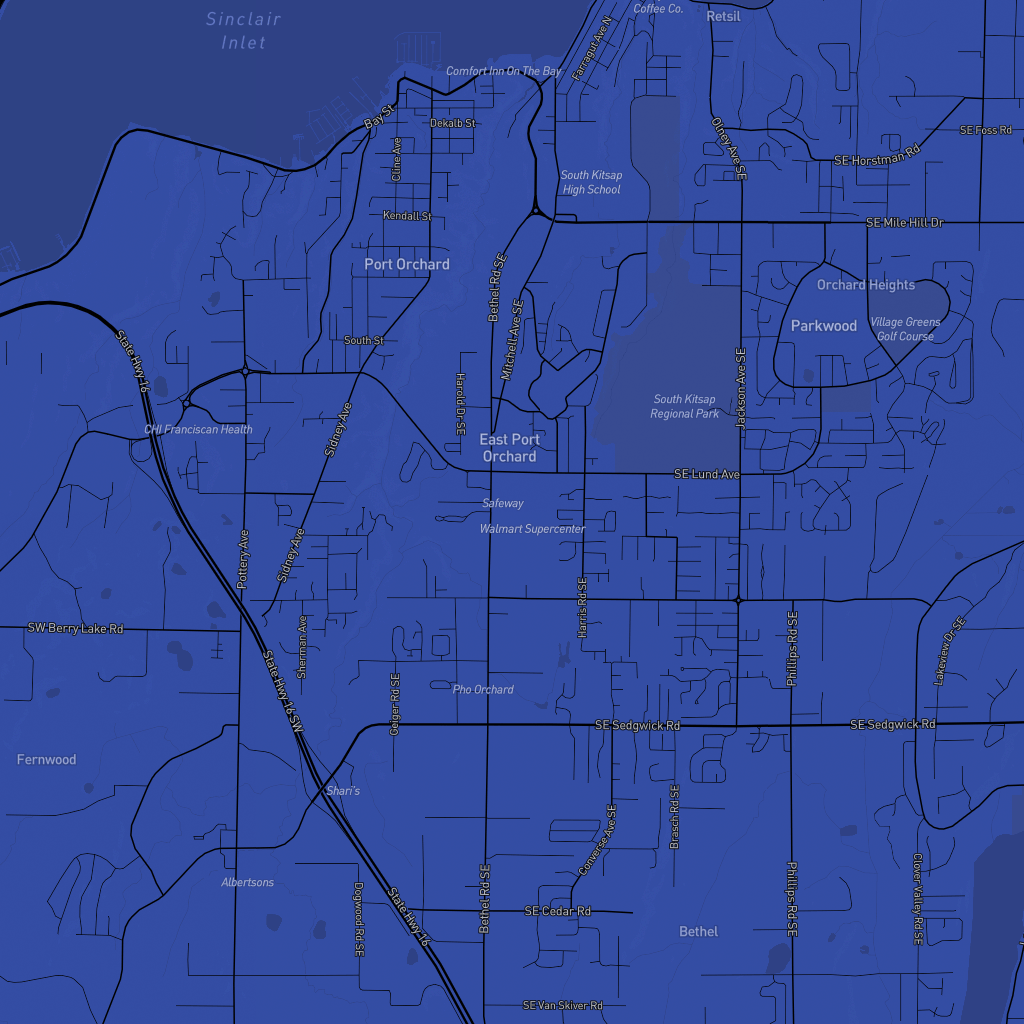 Coffee Co.
Retsil
Sinclair
Inlet
Farragut Ave N
Comfort Inn On The Bay
Bay St
Dekalb St
Olney Ave SE
SE Foss Rd
Cline Ave
SE Horstman Rd
South Kitsap
High School
Kendall St
SE Mile Hill Dr
Port Orchard
Bethel Rd SE
Orchard Heights
Mitchell Ave SE
Parkwood
Village Greens
Golf Course
State Hwy 16
South St
Jackson Ave SE
Harold Dr SE
South Kitsap
Regional Park
Sidney Ave
CHI Franciscan Health
East Port
Orchard
SE Lund Ave
Safeway
Walmart Supercenter
Sidney Ave
Pottery Ave
Harris Rd SE
SW Berry Lake Rd
Sherman Ave
Phillips Rd SE
Lakeview Dr SE
State Hwy 16 SW
Geiger Rd SE
Pho Orchard
SE Sedgwick Rd
SE Sedgwick Rd
Fernwood
Shari's
Brasch Rd SE
Converse Ave SE
Albertsons
Dogwood Rd SE
State Hwy 16
Bethel Rd SE
SE Cedar Rd
Phillips Rd SE
Clover Valley Rd SE
Bethel
SE Van Skiver Rd